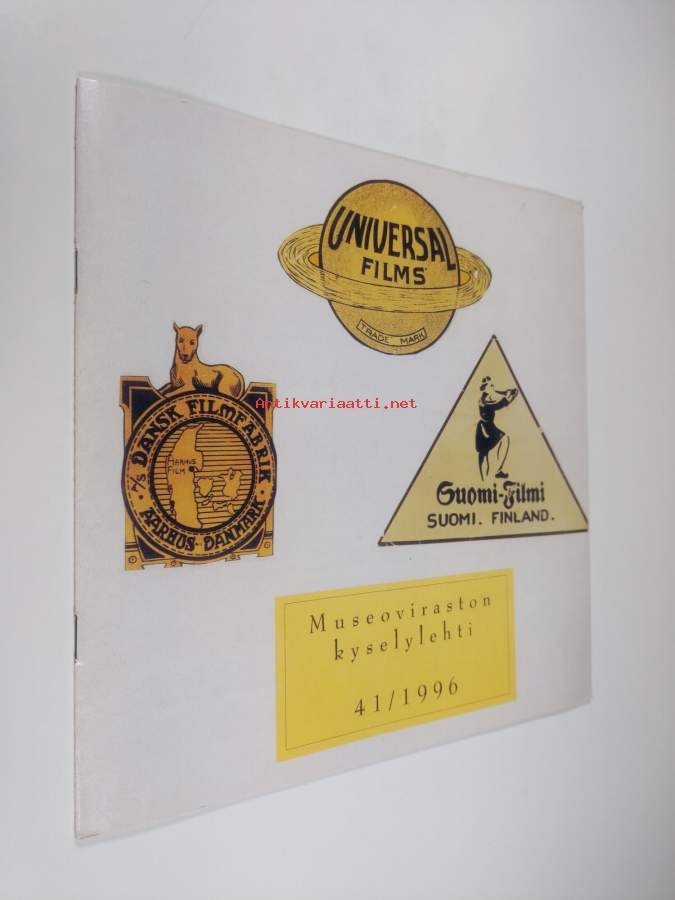 UNIVERSAL
FILMS
TRADE MARK
Antikvariaatti.net
A/S DANSK FILMFABRIK
AARHUS
FILM
AARHUS · DANMARK
Suomi-Filmi
SUOMI. FINLAND.
Museoviraston
kyselylehti
41/1996